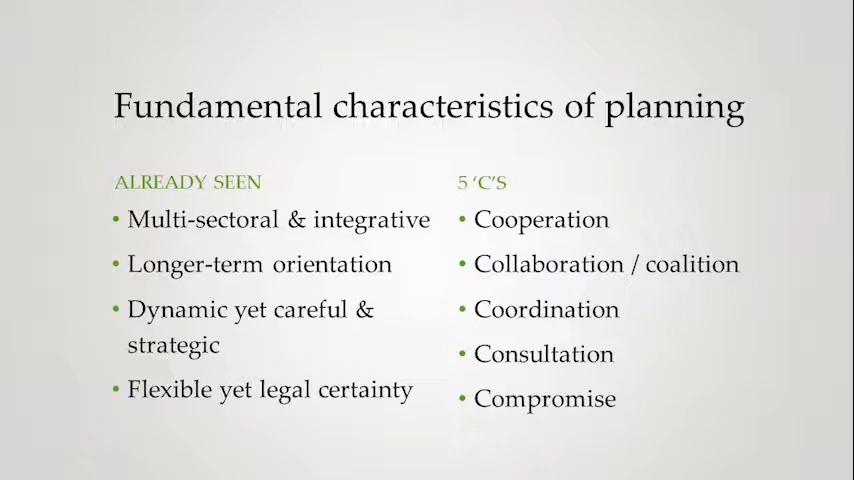 Fundamental characteristics of planning
ALREADY SEEN
• Multi-sectoral & integrative
• Longer-term orientation
• Dynamic yet careful &
strategic
• Flexible yet legal certainty
5 ‘C’S
• Cooperation
• Collaboration / coalition
• Coordination
• Consultation
• Compromise